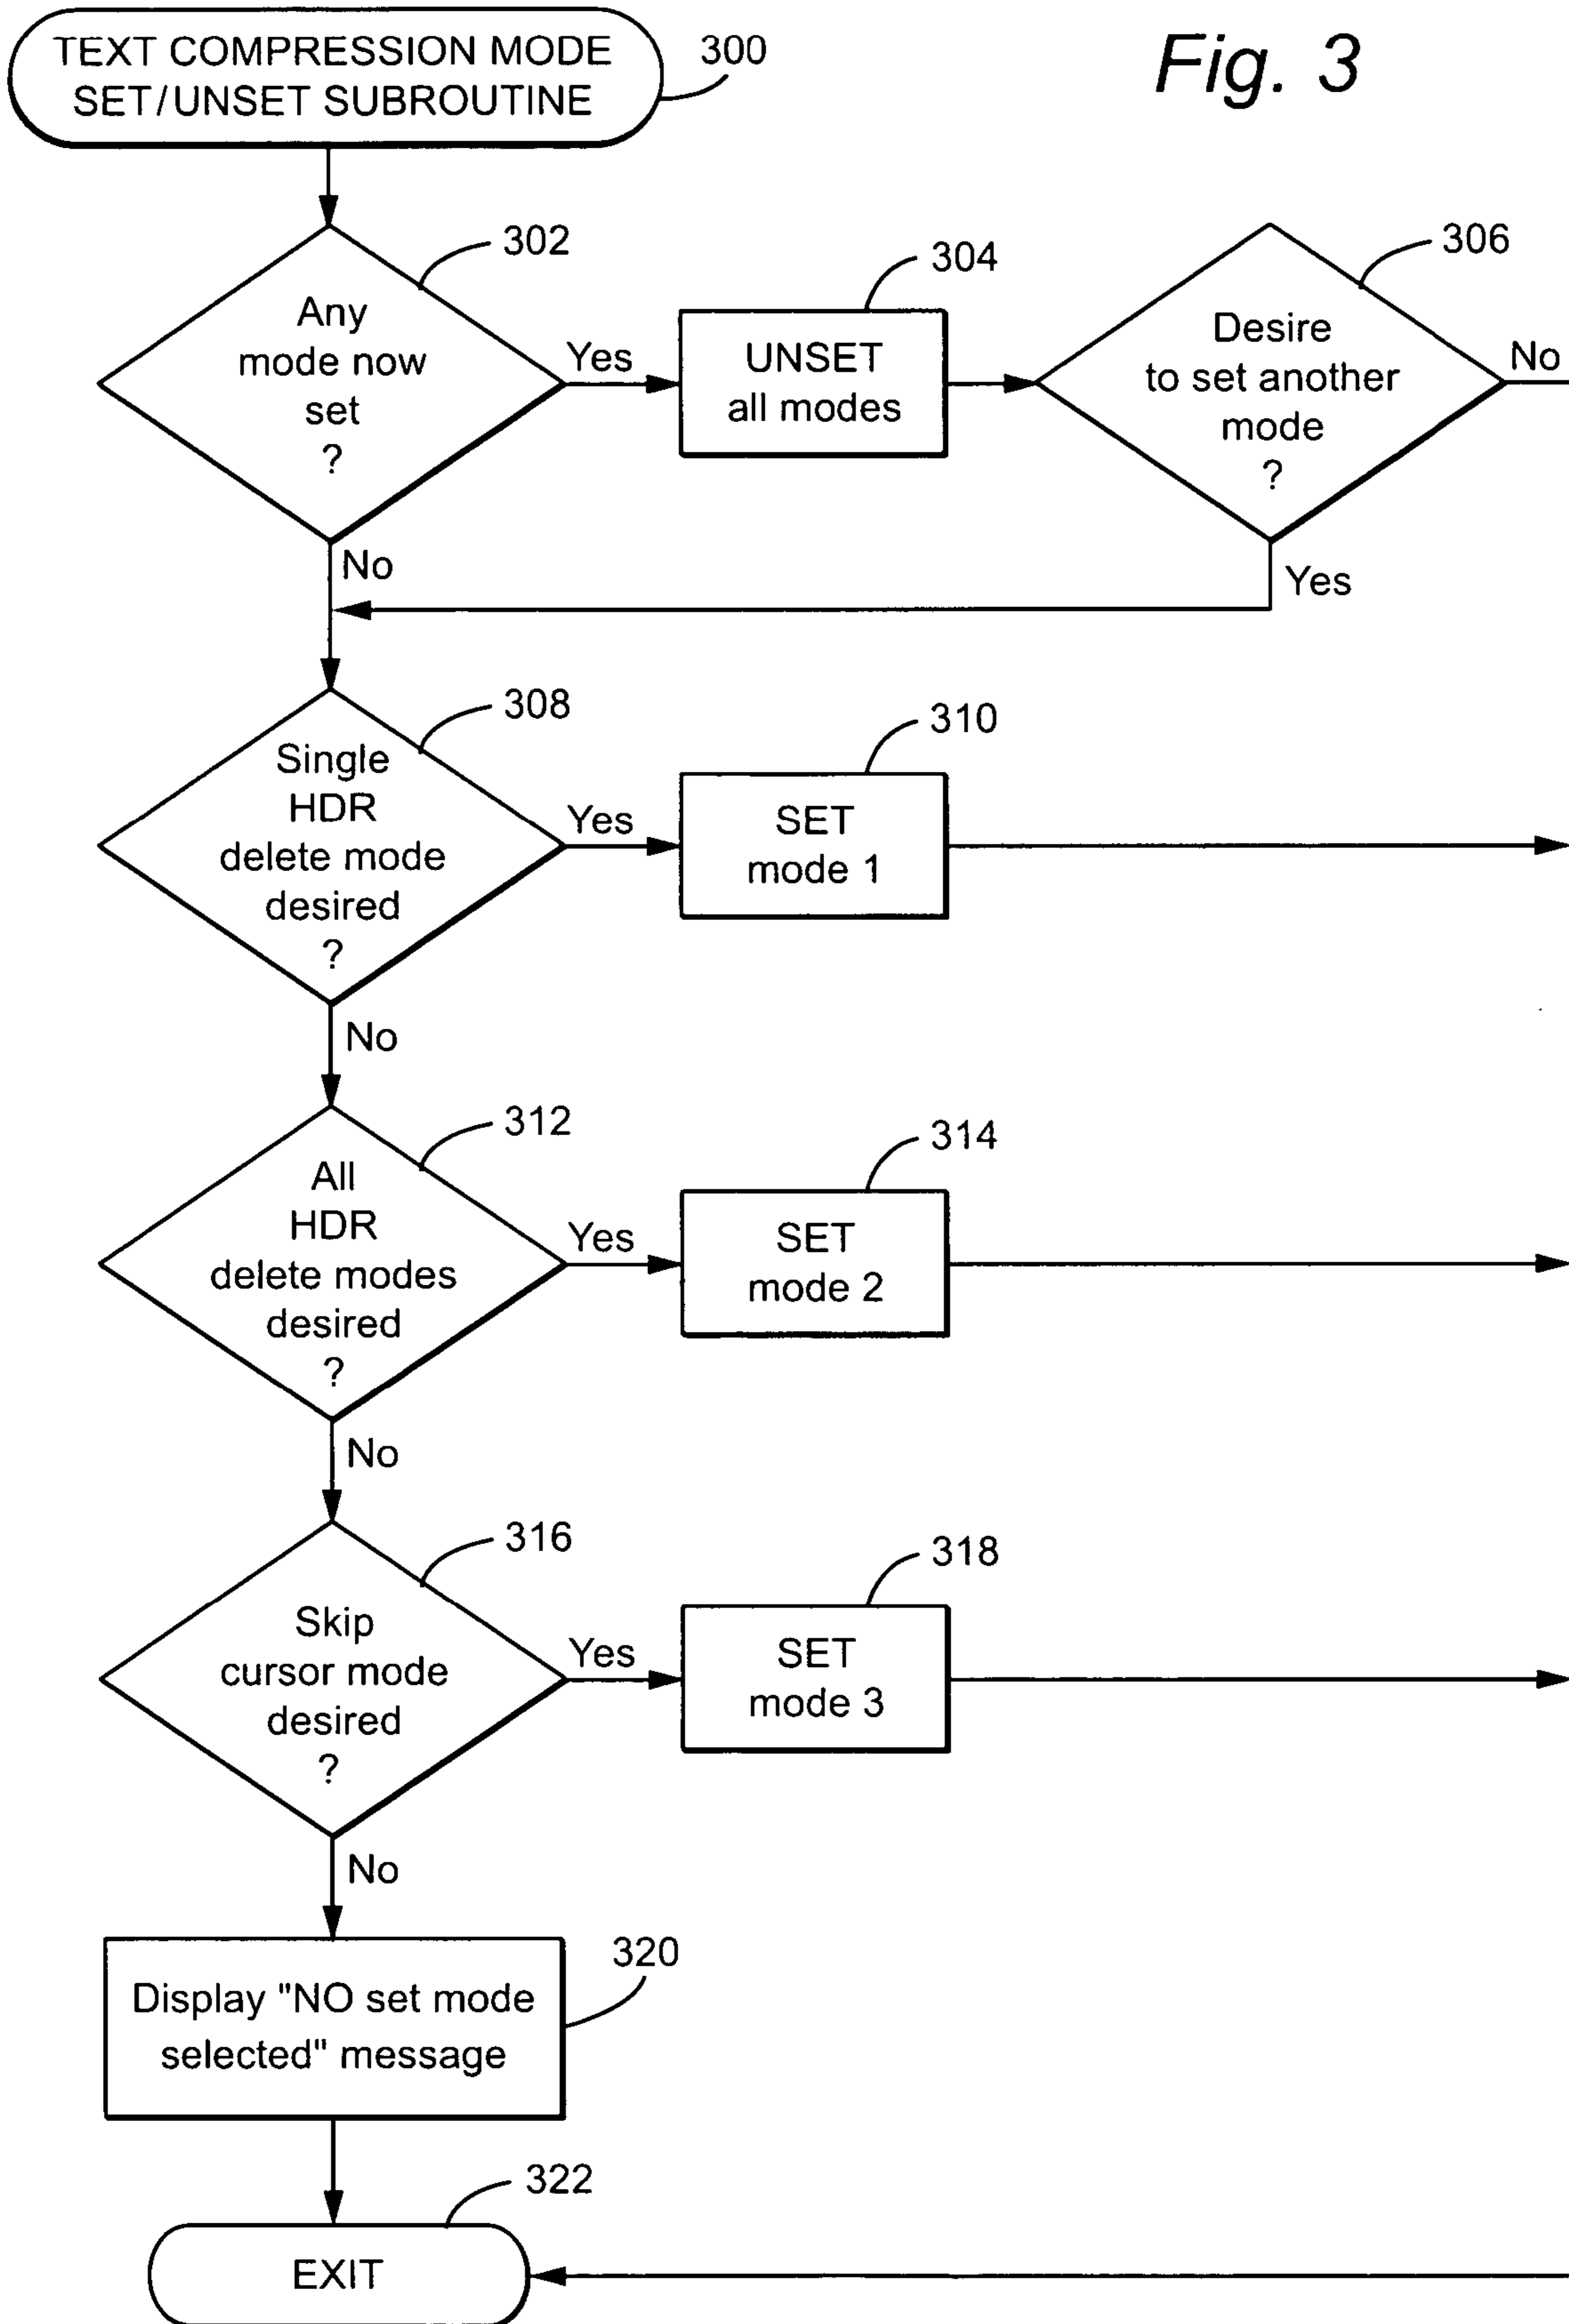 TEXT COMPRESSION MODE
SET/UNSET SUBROUTINE
300
Fig. 3
302
Any
mode now
set
?
Yes
304
UNSET
all modes
306
Desire
to set another
mode
?
No
No
Yes
308
Single
HDR
delete mode
desired
?
Yes
310
SET
mode 1
No
312
All
HDR
delete modes
desired
?
Yes
314
SET
mode 2
No
316
Skip
cursor mode
desired
?
Yes
318
SET
mode 3
No
320
Display "NO set mode
selected" message
322
EXIT